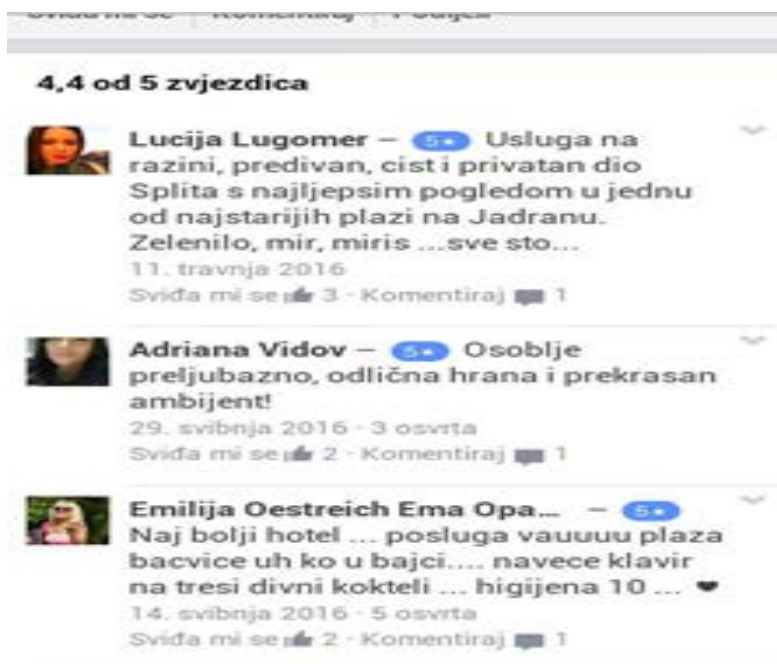 4,4 od 5 zvjezdica
Lucija Lugomer – 5★ Usluga na
razini, predivan, cist i privatan dio
Splita s najljepsim pogledom u jednu
od najstarijih plazi na Jadranu.
Zelenilo, mir, miris ...sve sto...
11. travnja 2016
Sviđa mi se 3 · Komentiraj 1
Adriana Vidov – 5★ Osoblje
preljubazno, odlična hrana i prekrasan
ambijent!
29. svibnja 2016 · 3 osvrta
Sviđa mi se 2 · Komentiraj 1
Emilija Oestreich Ema Opa... – 5★
Naj bolji hotel ... posluga vauuuu plaza
bacvice uh ko u bajci.... navece klavir
na tresi divni kokteli ... higijena 10 ... ♥
14. svibnja 2016 · 5 osvrta
Sviđa mi se 2 · Komentiraj 1